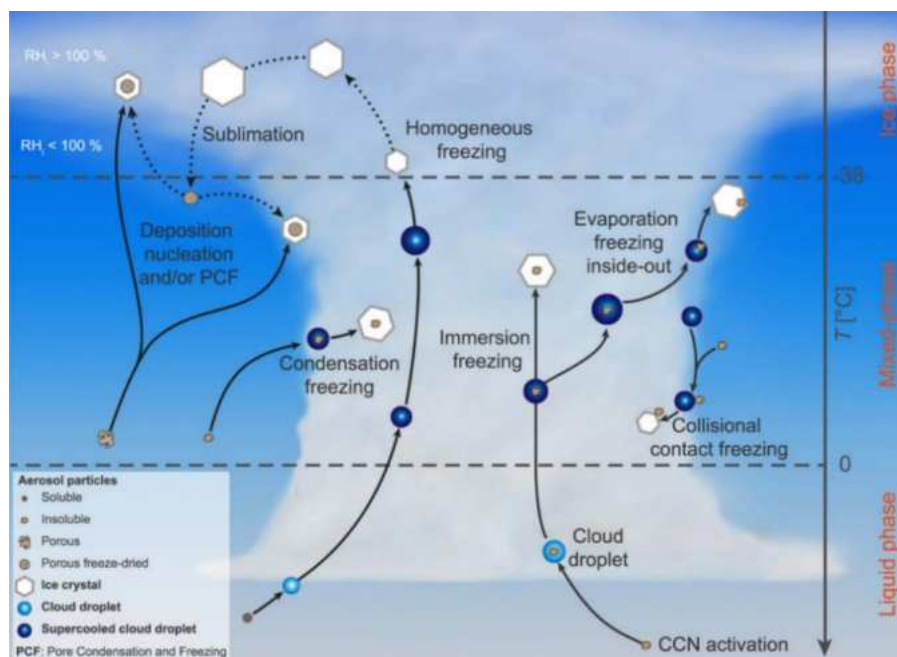 RHi > 100 %
RHi < 100 %
Sublimation
Homogeneous
freezing
Ice phase
-38
Deposition
nucleation
and/or PCF
Evaporation
freezing
inside-out
Condensation
freezing
Immersion
freezing
T [°C]
Mixed-phase
Collisional
contact freezing
0
Aerosol particles
Soluble
Insoluble
Porous
Porous freeze-dried
Ice crystal
Cloud droplet
Supercooled cloud droplet
PCF: Pore Condensation and Freezing
Cloud
droplet
CCN activation
Liquid phase